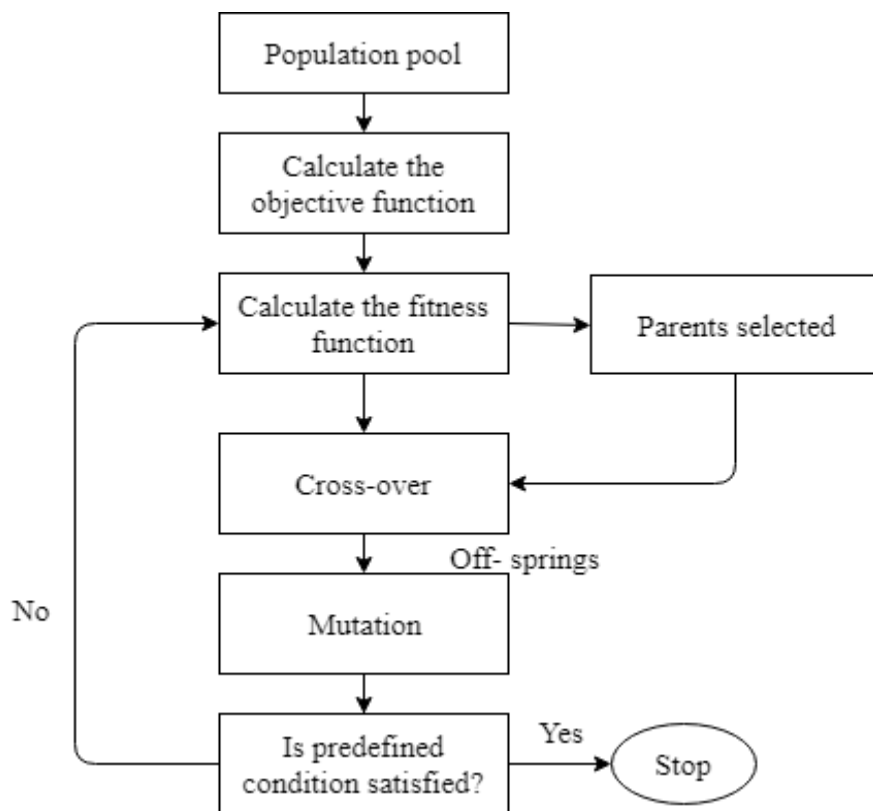 Population pool
Calculate the
objective function
Calculate the fitness
function
Parents selected
Cross-over
Off- springs
No
Mutation
Is predefined
condition satisfied?
Yes
Stop